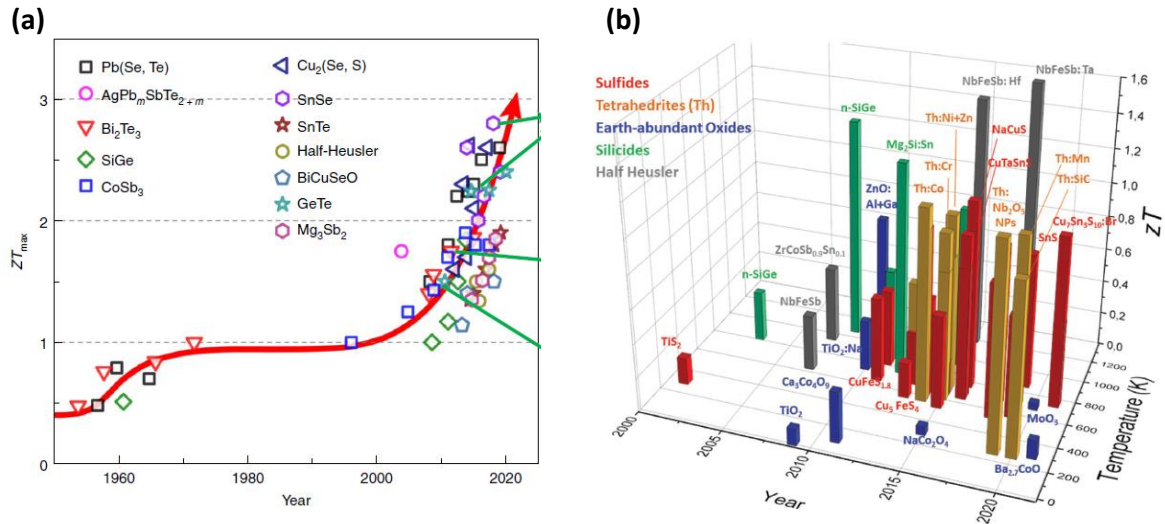 (a)
Pb(Se, Te)
AgPbmSbTe2 + m
Bi2Te3
SiGe
CoSb3
Cu2(Se, S)
SnSe
SnTe
Half-Heusler
BiCuSeO
GeTe
Mg3Sb2
ZTmax
3
2
1
0
1960
1980
2000
2020
Year
(b)
Sulfides
Tetrahedrites (Th)
Earth-abundant Oxides
Silicides
Half Heusler
NbFeSb: Hf
NbFeSb: Ta
n-SiGe
Th:Ni+Zn
NaCuS
Mg2Si:Sn
CuTaSnS
Th:Mn
Th:Cr
Th:SiC
ZnO:
Al+Ga
Th:Co
Th:
Nb2O5
NPs
SnS
Cu7Sn3S10:Br
ZrCoSb0.9Sn0.1
n-SiGe
NbFeSb
TiO2:Na
TiS2
Ca3Co4O9
CuFeS1.8
Cu5 FeS4
TiO2
NaCo2O4
MoO3
Ba2.7CoO
1,6
1,4
1,2
1,0
0,8
0,6
0,4
0,2
0,0
zT
1200
1000
800
600
400
200
0
Temperature (K)
2000
2005
2010
2015
2020
Year